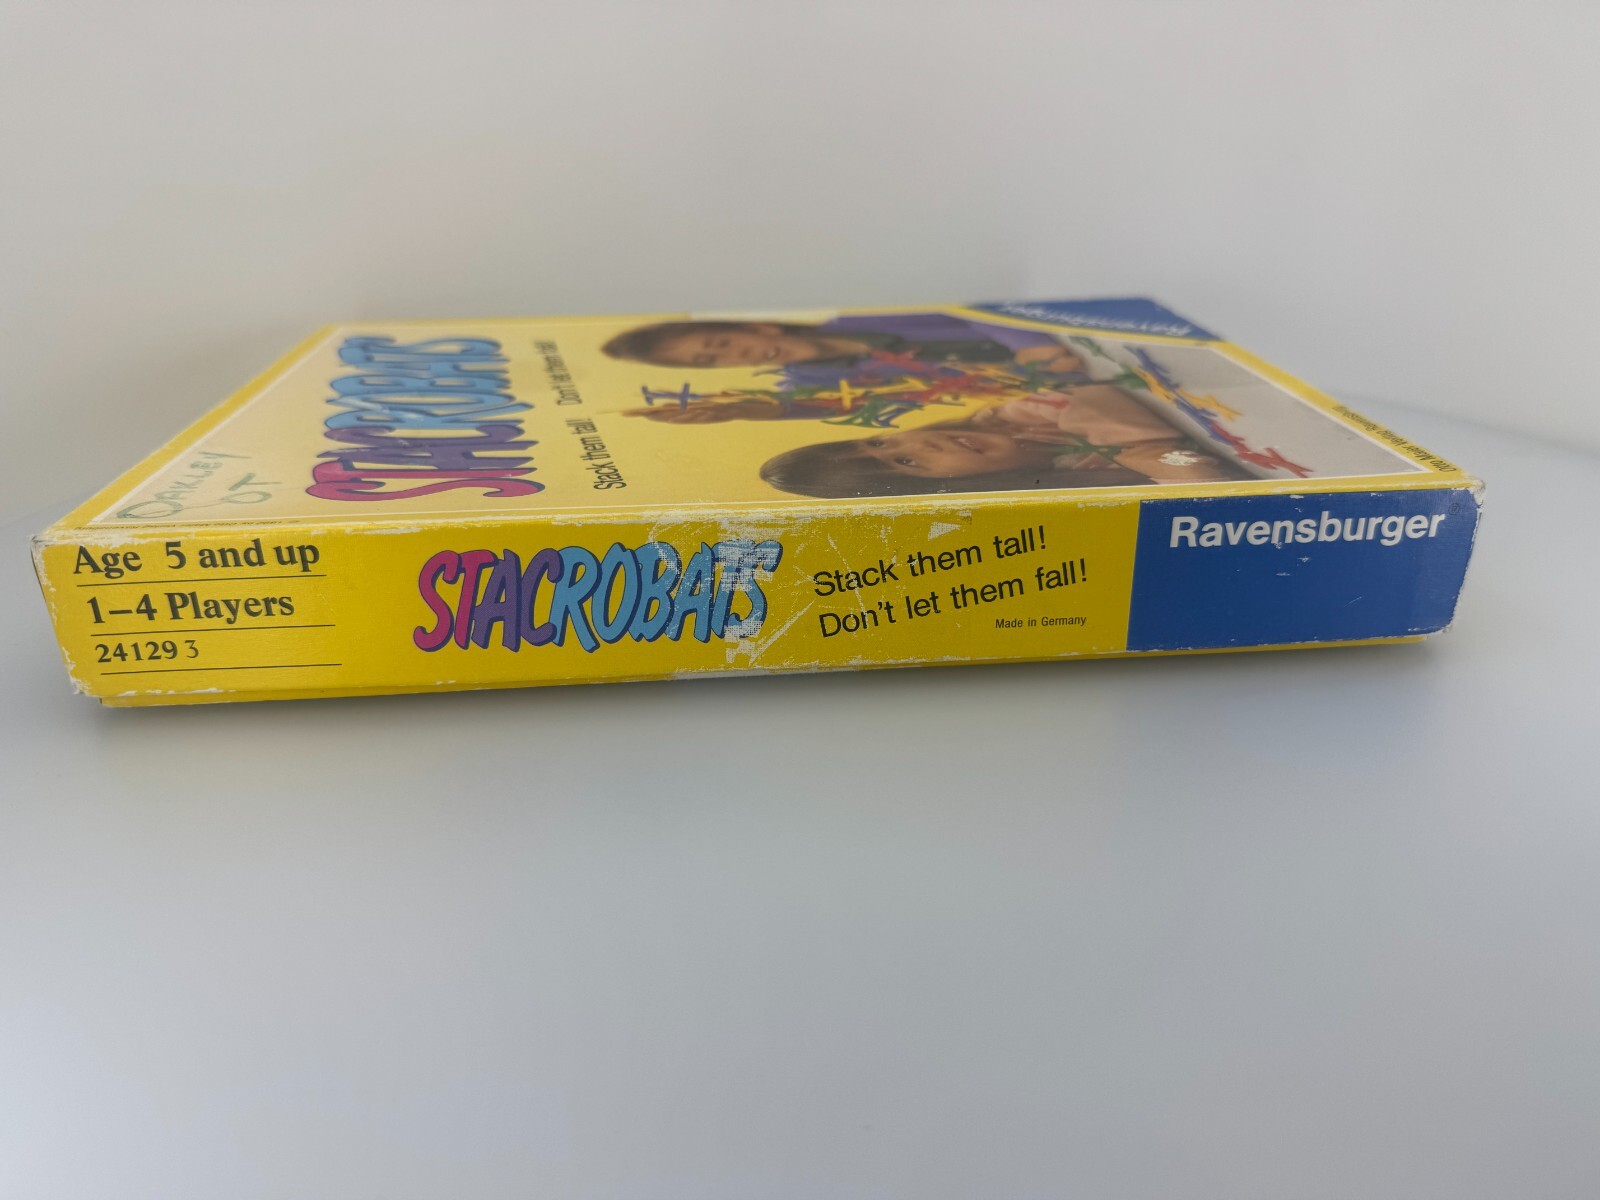 Ravensburger
STACROBATS
Stack them tall!
Don't let them fall!
OAKLEY
OT
Age 5 and up
1–4 Players
24129 3
STACROBATS
Stack them tall!
Don't let them fall!
Made in Germany
Ravensburger